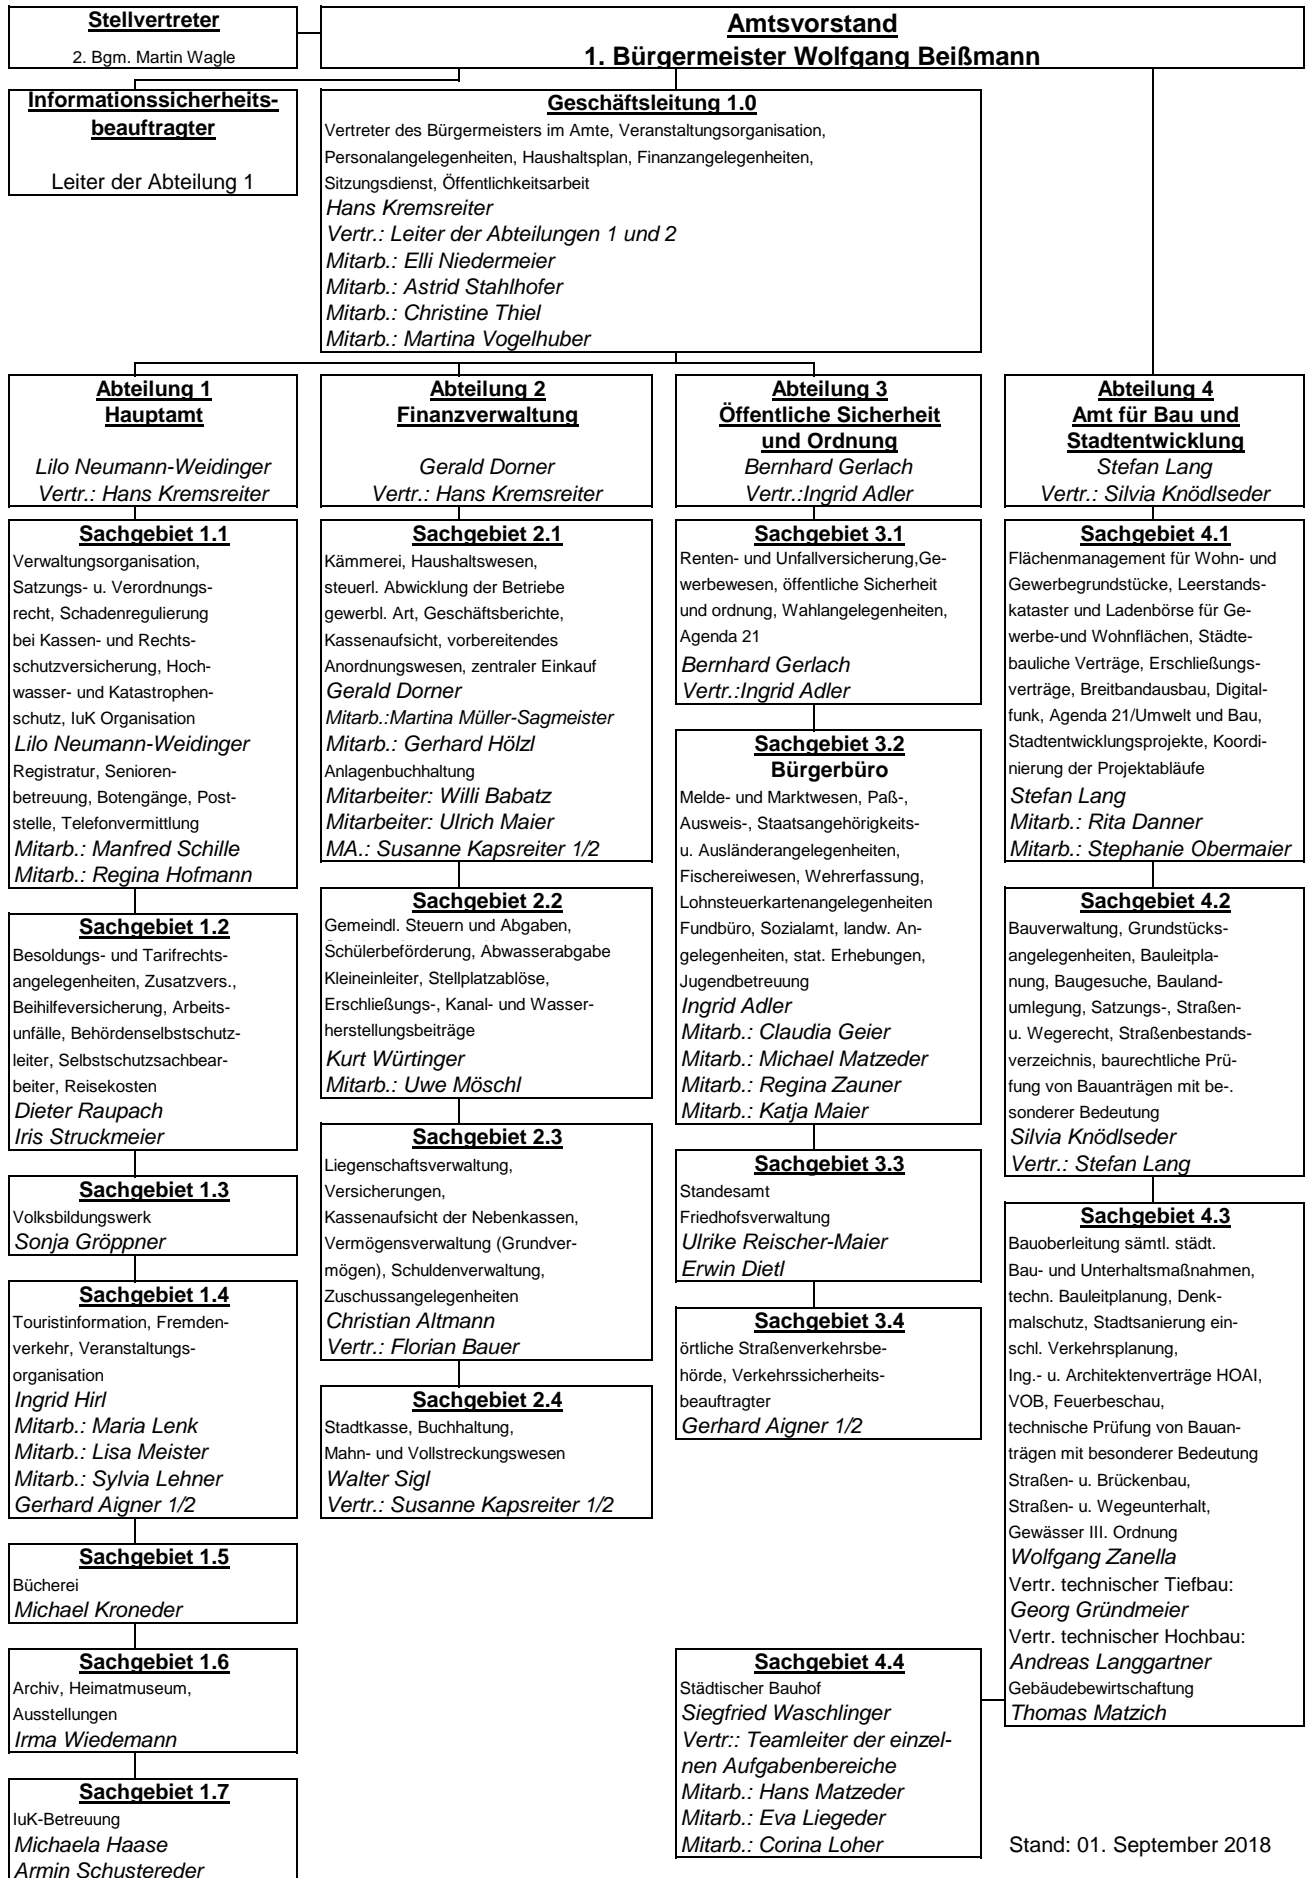 Stellvertreter
2. Bgm. Martin Wagle
Amtsvorstand
1. Bürgermeister Wolfgang Beißmann
Informationssicherheits-
beauftragter
Leiter der Abteilung 1
Geschäftsleitung 1.0
Vertreter des Bürgermeisters im Amte, Veranstaltungsorganisation,
Personalangelegenheiten, Haushaltsplan, Finanzangelegenheiten,
Sitzungsdienst, Öffentlichkeitsarbeit
Hans Kremsreiter
Vertr.: Leiter der Abteilungen 1 und 2
Mitarb.: Elli Niedermeier
Mitarb.: Astrid Stahlhofer
Mitarb.: Christine Thiel
Mitarb.: Martina Vogelhuber
Abteilung 1
Hauptamt
Lilo Neumann-Weidinger
Vertr.: Hans Kremsreiter
Sachgebiet 1.1
Verwaltungsorganisation,
Satzungs- u. Verordnungs-
recht, Schadenregulierung
bei Kassen- und Rechts-
schutzversicherung, Hoch-
wasser- und Katastrophen-
schutz, IuK Organisation
Lilo Neumann-Weidinger
Registratur, Senioren-
betreuung, Botengänge, Post-
stelle, Telefonvermittlung
Mitarb.: Manfred Schille
Mitarb.: Regina Hofmann
Sachgebiet 1.2
Besoldungs- und Tarifrechts-
angelegenheiten, Zusatzvers.,
Beihilfeversicherung, Arbeits-
unfälle, Behördenselbstschutz-
leiter, Selbstschutzsachbear-
beiter, Reisekosten
Dieter Raupach
Iris Struckmeier
Sachgebiet 1.3
Volksbildungswerk
Sonja Gröppner
Sachgebiet 1.4
Touristinformation, Fremden-
verkehr, Veranstaltungs-
organisation
Ingrid Hirl
Mitarb.: Maria Lenk
Mitarb.: Lisa Meister
Mitarb.: Sylvia Lehner
Gerhard Aigner 1/2
Sachgebiet 1.5
Bücherei
Michael Kroneder
Sachgebiet 1.6
Archiv, Heimatmuseum,
Ausstellungen
Irma Wiedemann
Sachgebiet 1.7
IuK-Betreuung
Michaela Haase
Armin Schustereder
Abteilung 2
Finanzverwaltung
Gerald Dorner
Vertr.: Hans Kremsreiter
Sachgebiet 2.1
Kämmerei, Haushaltswesen,
steuerl. Abwicklung der Betriebe
gewerbl. Art, Geschäftsberichte,
Kassenaufsicht, vorbereitendes
Anordnungswesen, zentraler Einkauf
Gerald Dorner
Mitarb.:Martina Müller-Sagmeister
Mitarb.: Gerhard Hölzl
Anlagenbuchhaltung
Mitarbeiter: Willi Babatz
Mitarbeiter: Ulrich Maier
MA.: Susanne Kapsreiter 1/2
Sachgebiet 2.2
Gemeindl. Steuern und Abgaben,
Schülerbeförderung, Abwasserabgabe
Kleineinleiter, Stellplatzablöse,
Erschließungs-, Kanal- und Wasser-
herstellungsbeiträge
Kurt Würtinger
Mitarb.: Uwe Möschl
Sachgebiet 2.3
Liegenschaftsverwaltung,
Versicherungen,
Kassenaufsicht der Nebenkassen,
Vermögensverwaltung (Grundver-
mögen), Schuldenverwaltung,
Zuschussangelegenheiten
Christian Altmann
Vertr.: Florian Bauer
Sachgebiet 2.4
Stadtkasse, Buchhaltung,
Mahn- und Vollstreckungswesen
Walter Sigl
Vertr.: Susanne Kapsreiter 1/2
Abteilung 3
Öffentliche Sicherheit
und Ordnung
Bernhard Gerlach
Vertr.:Ingrid Adler
Sachgebiet 3.1
Renten- und Unfallversicherung,Ge-
werbewesen, öffentliche Sicherheit
und ordnung, Wahlangelegenheiten,
Agenda 21
Bernhard Gerlach
Vertr.:Ingrid Adler
Sachgebiet 3.2
Bürgerbüro
Melde- und Marktwesen, Paß-,
Ausweis-, Staatsangehörigkeits-
u. Ausländerangelegenheiten,
Fischereiwesen, Wehrerfassung,
Lohnsteuerkartenangelegenheiten
Fundbüro, Sozialamt, landw. An-
gelegenheiten, stat. Erhebungen,
Jugendbetreuung
Ingrid Adler
Mitarb.: Claudia Geier
Mitarb.: Michael Matzeder
Mitarb.: Regina Zauner
Mitarb.: Katja Maier
Sachgebiet 3.3
Standesamt
Friedhofsverwaltung
Ulrike Reischer-Maier
Erwin Dietl
Sachgebiet 3.4
örtliche Straßenverkehrsbe-
hörde, Verkehrssicherheits-
beauftragter
Gerhard Aigner 1/2
Abteilung 4
Amt für Bau und
Stadtentwicklung
Stefan Lang
Vertr.: Silvia Knödlseder
Sachgebiet 4.1
Flächenmanagement für Wohn- und
Gewerbegrundstücke, Leerstands-
kataster und Ladenbörse für Ge-
werbe-und Wohnflächen, Städte-
bauliche Verträge, Erschließungs-
verträge, Breitbandausbau, Digital-
funk, Agenda 21/Umwelt und Bau,
Stadtentwicklungsprojekte, Koordi-
nierung der Projektabläufe
Stefan Lang
Mitarb.: Rita Danner
Mitarb.: Stephanie Obermaier
Sachgebiet 4.2
Bauverwaltung, Grundstücks-
angelegenheiten, Bauleitpla-
nung, Baugesuche, Bauland-
umlegung, Satzungs-, Straßen-
u. Wegerecht, Straßenbestands-
verzeichnis, baurechtliche Prü-
fung von Bauanträgen mit be-.
sonderer Bedeutung
Silvia Knödlseder
Vertr.: Stefan Lang
Sachgebiet 4.3
Bauoberleitung sämtl. städt.
Bau- und Unterhaltsmaßnahmen,
techn. Bauleitplanung, Denk-
malschutz, Stadtsanierung ein-
schl. Verkehrsplanung,
Ing.- u. Architektenverträge HOAI,
VOB, Feuerbeschau,
technische Prüfung von Bauan-
trägen mit besonderer Bedeutung
Straßen- u. Brückenbau,
Straßen- u. Wegeunterhalt,
Gewässer III. Ordnung
Wolfgang Zanella
Vertr. technischer Tiefbau:
Georg Gründmeier
Vertr. technischer Hochbau:
Andreas Langgartner
Gebäudebewirtschaftung
Thomas Matzich
Sachgebiet 4.4
Städtischer Bauhof
Siegfried Waschlinger
Vertr:: Teamleiter der einzel-
nen Aufgabenbereiche
Mitarb.: Hans Matzeder
Mitarb.: Eva Liegeder
Mitarb.: Corina Loher
Stand: 01. September 2018